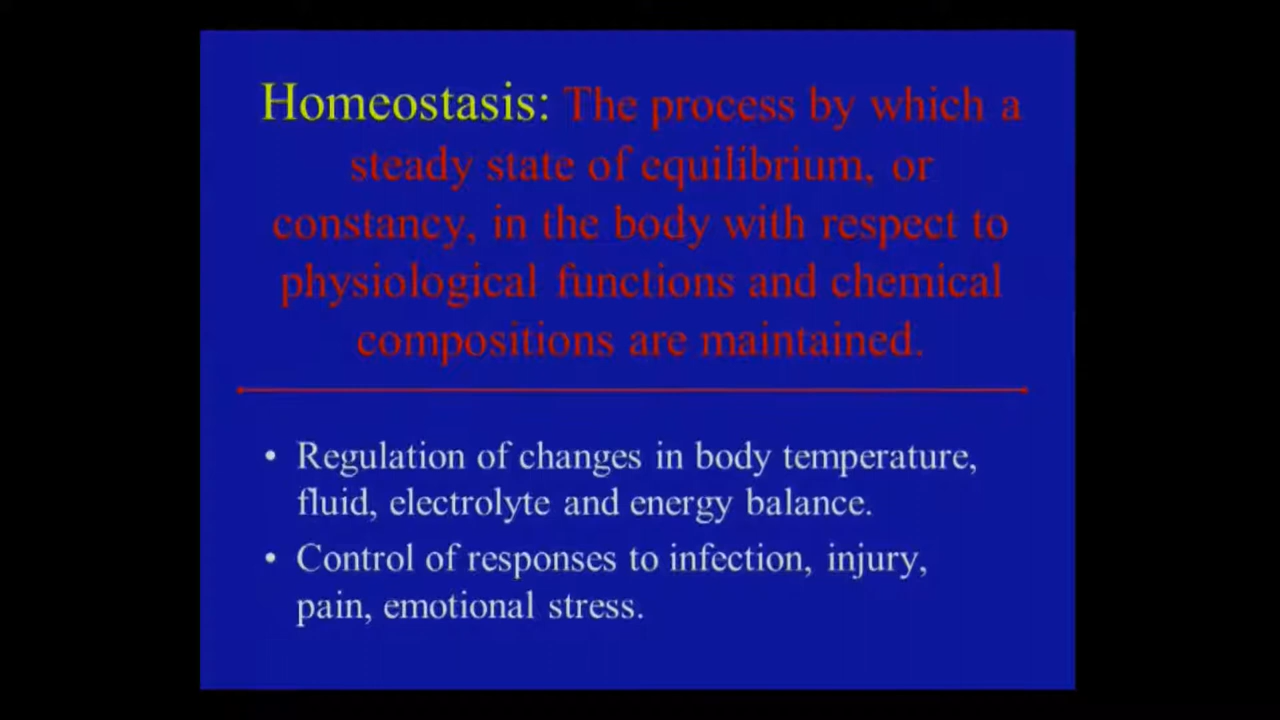 Homeostasis: The process by which a
steady state of equilibrium, or
constancy, in the body with respect to
physiological functions and chemical
compositions are maintained.
• Regulation of changes in body temperature,
fluid, electrolyte and energy balance.
• Control of responses to infection, injury,
pain, emotional stress.